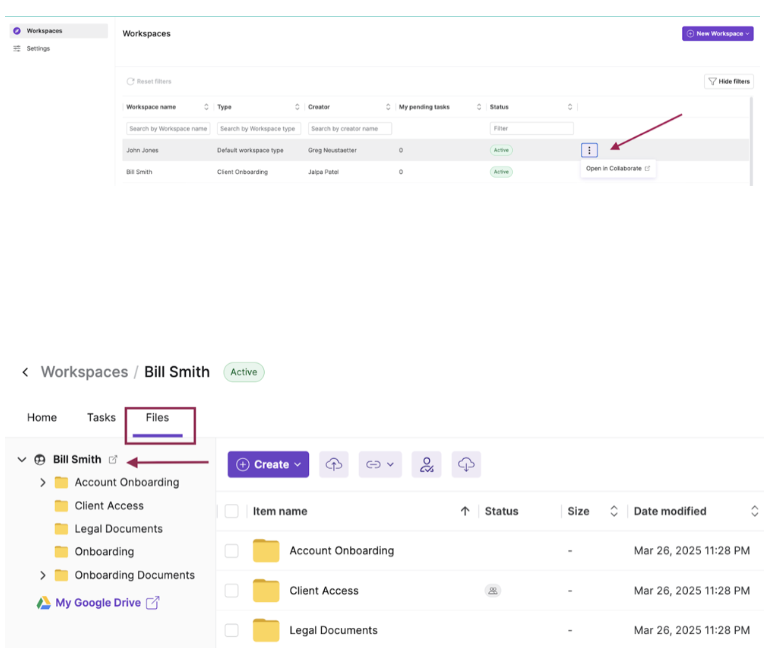 Workspaces
Settings
Workspaces
New Workspace
Reset filters
Hide filters
Workspace name Type Creator My pending tasks Status
Search by Workspace name Search by Workspace type Search by creator name Filter
John Jones Default workspace type Greg Neustaetter 0 Active
Open in Collaborate
Bill Smith Client Onboarding Jalpa Patel 0 Active
Workspaces / Bill Smith Active
Home Tasks Files
Bill Smith
Account Onboarding
Client Access
Legal Documents
Onboarding
Onboarding Documents
My Google Drive
Create
Item name Status Size Date modified
Account Onboarding - Mar 26, 2025 11:28 PM
Client Access - Mar 26, 2025 11:28 PM
Legal Documents - Mar 26, 2025 11:28 PM